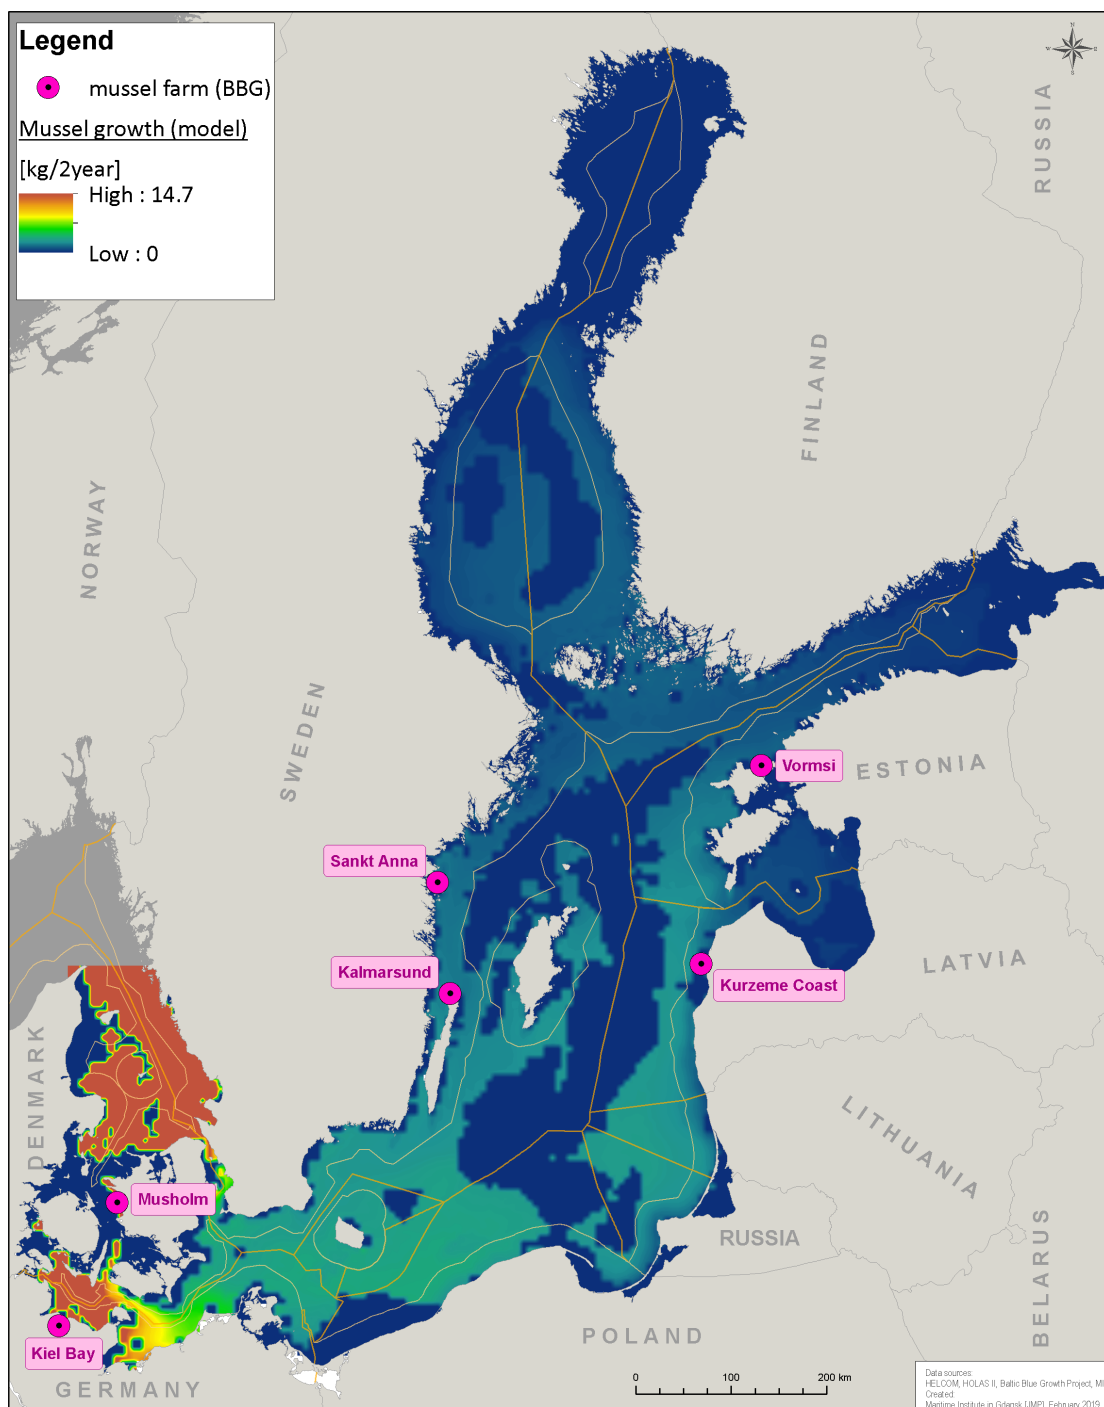 Legend
mussel farm (BBG)
Mussel growth (model)
[kg/2year]
High : 14.7
Low : 0
N
W
E
S
RUSSIA
FINLAND
NORWAY
SWEDEN
Vormsi
ESTONIA
Sankt Anna
Kalmarsund
Kurzeme Coast
LATVIA
DENMARK
LITHUANIA
Musholm
RUSSIA
BELARUS
Kiel Bay
POLAND
GERMANY
0 100 200 km
Data sources:
HELCOM, HOLAS II, Baltic Blue Growth Project, MI
Created:
Maritime Institute in Gdansk [IMP], February 2019